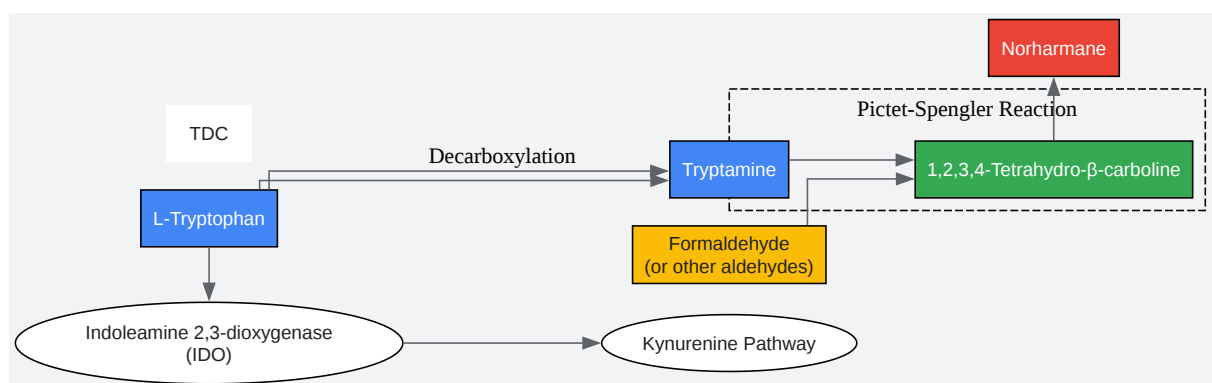 Norharmane
Pictet-Spengler Reaction
TDC
Decarboxylation
Tryptamine
1,2,3,4-Tetrahydro-β-carboline
L-Tryptophan
Formaldehyde
(or other aldehydes)
Indoleamine 2,3-dioxygenase
(IDO)
Kynurenine Pathway